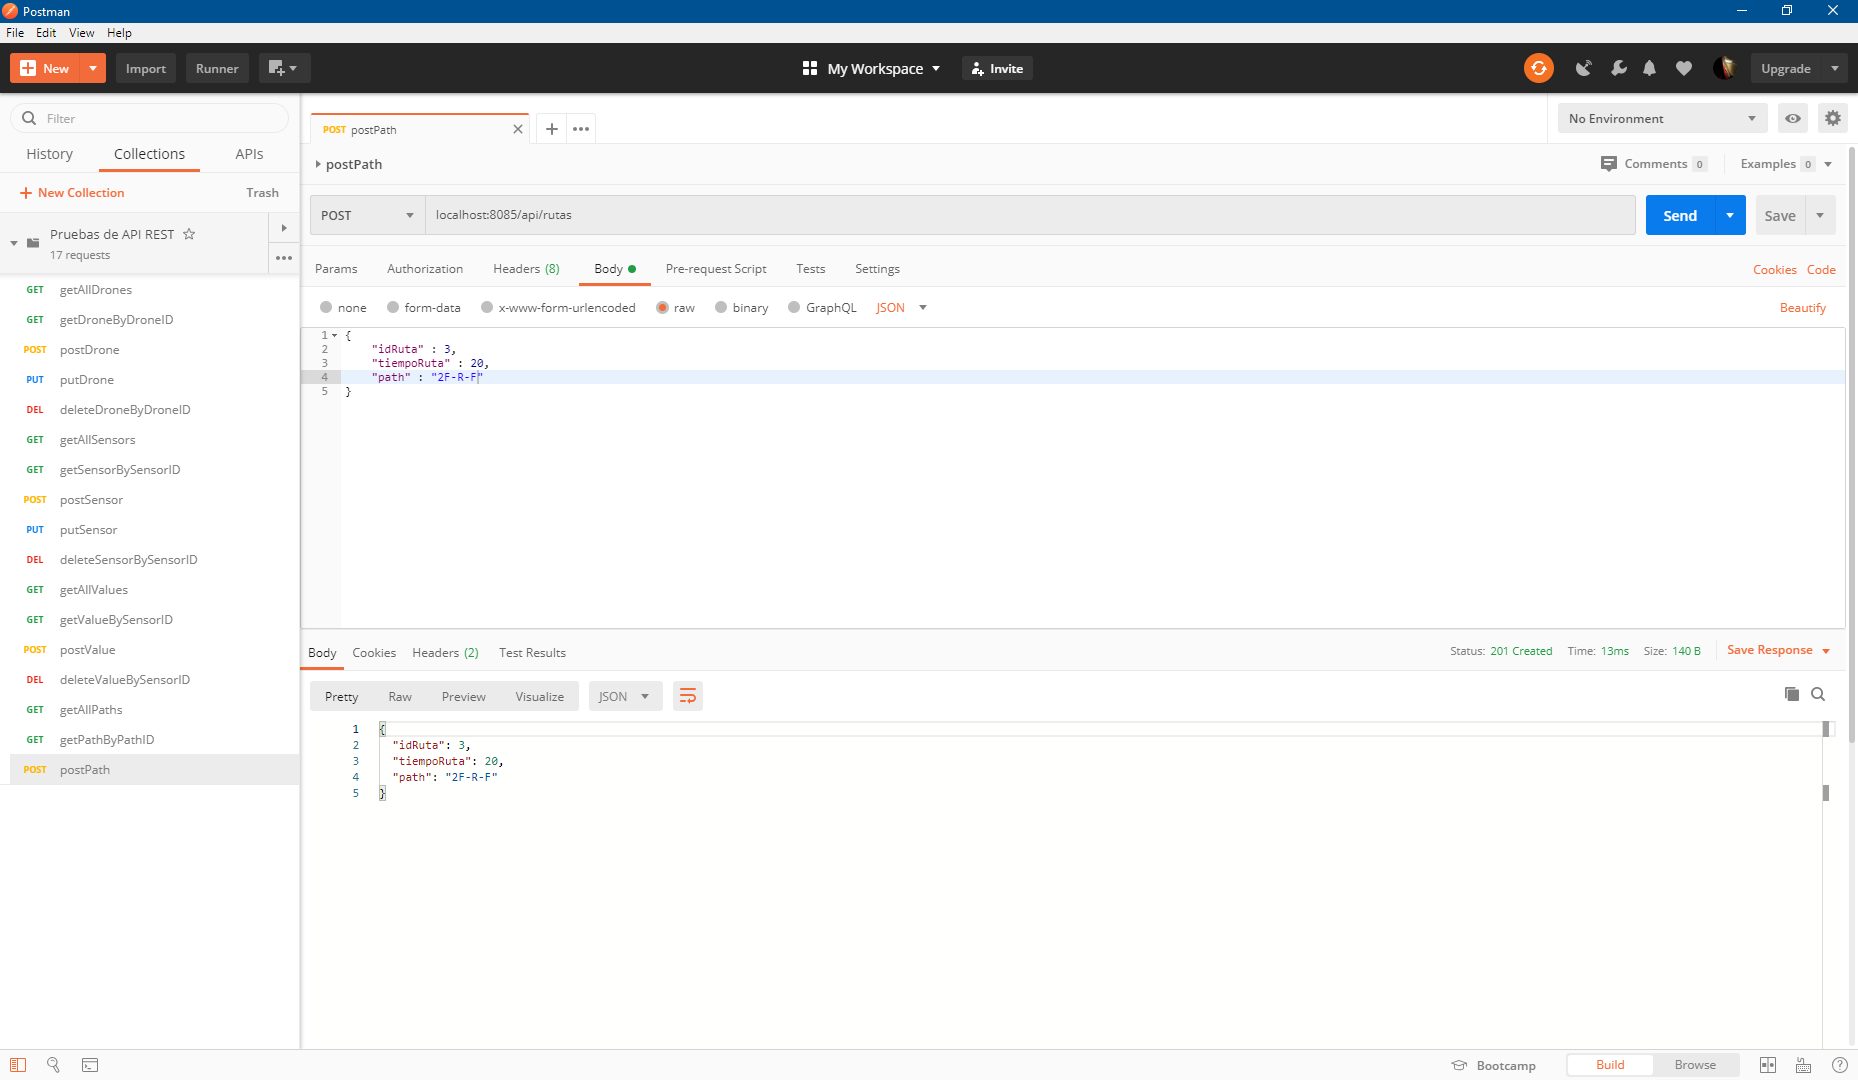 Postman
File Edit View Help
New Import Runner My Workspace Invite Upgrade
Filter
History Collections APIs
New Collection Trash
Pruebas de API REST
17 requests
GET getAllDrones
GET getDroneByDroneID
POST postDrone
PUT putDrone
DEL deleteDroneByDroneID
GET getAllSensors
GET getSensorBySensorID
POST postSensor
PUT putSensor
DEL deleteSensorBySensorID
GET getAllValues
GET getValueBySensorID
POST postValue
DEL deleteValueBySensorID
GET getAllPaths
GET getPathByPathID
POST postPath
POST postPath No Environment
postPath Comments 0 Examples 0
POST localhost:8085/api/rutas Send Save
Params Authorization Headers (8) Body Pre-request Script Tests Settings Cookies Code
none form-data x-www-form-urlencoded raw binary GraphQL JSON Beautify
1 {
2 "idRuta" : 3,
3 "tiempoRuta" : 20,
4 "path" : "2F-R-F"
5 }
Body Cookies Headers (2) Test Results Status: 201 Created Time: 13ms Size: 140 B Save Response
Pretty Raw Preview Visualize JSON
1 {
2 "idRuta": 3,
3 "tiempoRuta": 20,
4 "path": "2F-R-F"
5 }
Bootcamp Build Browse